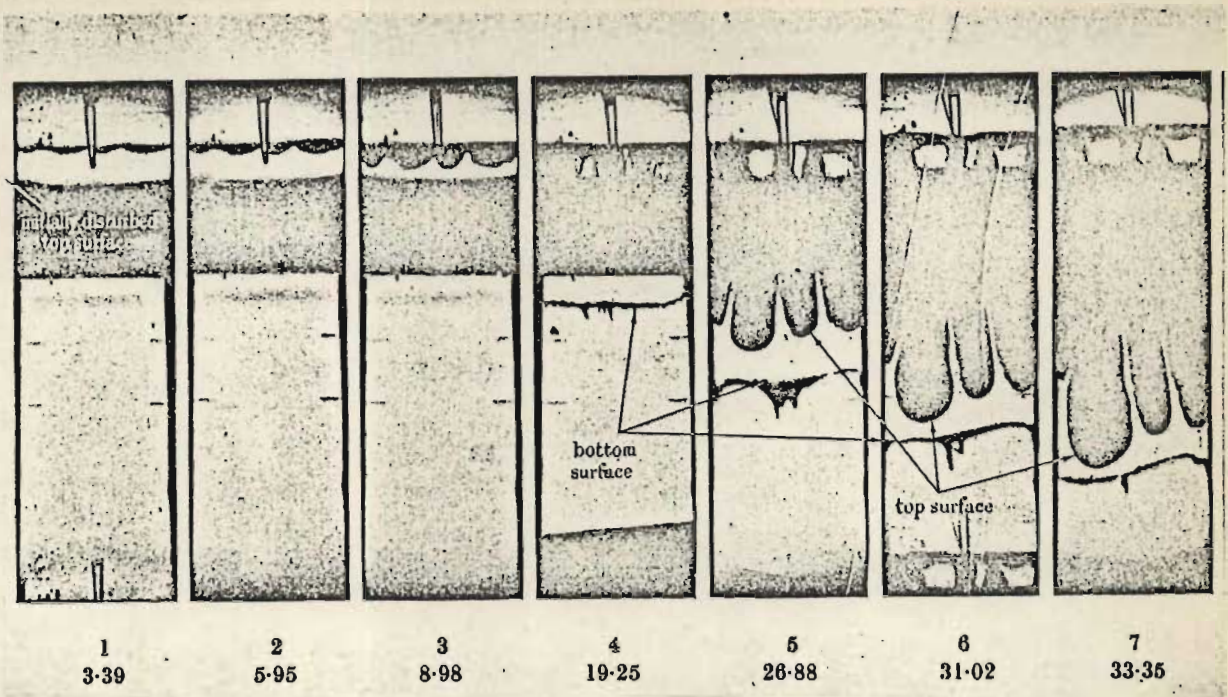 initially disturbed
top surface
bottom
surface
top surface
1 2 3 4 5 6 7
3·39 5·95 8·98 19·25 26·88 31·02 33·35